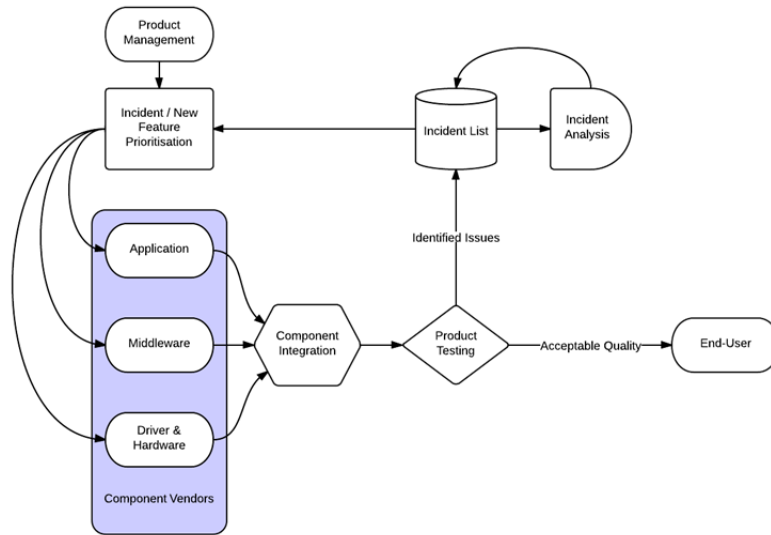 Product
Management
Incident / New
Feature
Prioritisation
Incident List
Incident
Analysis
Identified Issues
Application
Middleware
Driver &
Hardware
Component Vendors
Component
Integration
Product
Testing
Acceptable Quality
End-User